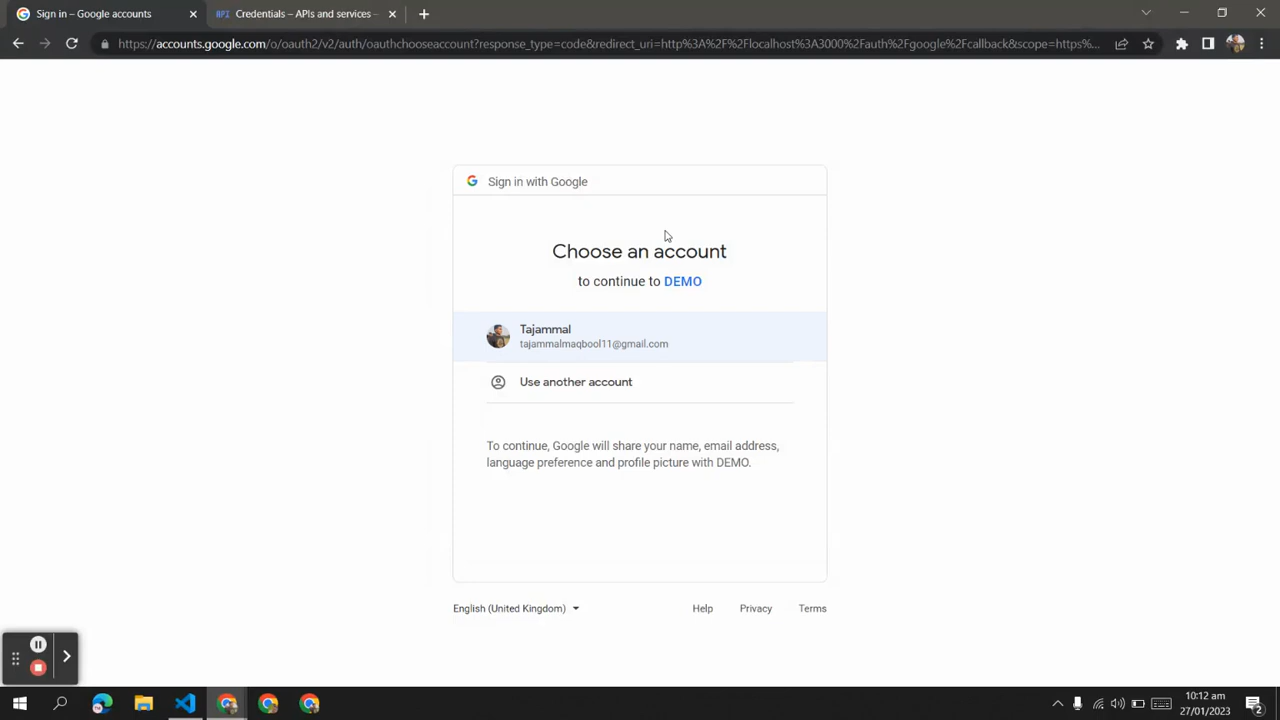 Sign in – Google accounts
API
Credentials – APIs and services -
https://accounts.google.com/o/oauth2/v2/auth/oauthchooseaccount?response_type=code&redirect_uri=http%3A%2F%2Flocalhost%3A3000%2Fauth%2Fgoogle%2Fcallback&scope=https%...
Sign in with Google
Choose an account
to continue to DEMO
Tajammal
tajammalmaqbool11@gmail.com
Use another account
To continue, Google will share your name, email address,
language preference and profile picture with DEMO.
English (United Kingdom)
Help
Privacy
Terms
10:12 am
27/01/2023
2